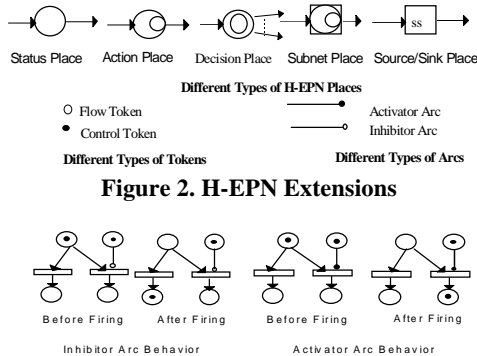 ss
Status Place Action Place Decision Place Subnet Place Source/Sink Place
Different Types of H-EPN Places
Flow Token Activator Arc
Control Token Inhibitor Arc
Different Types of Tokens Different Types of Arcs
Figure 2. H-EPN Extensions
Before Firing After Firing Before Firing After Firing
Inhibitor Arc Behavior Activator Arc Behavior